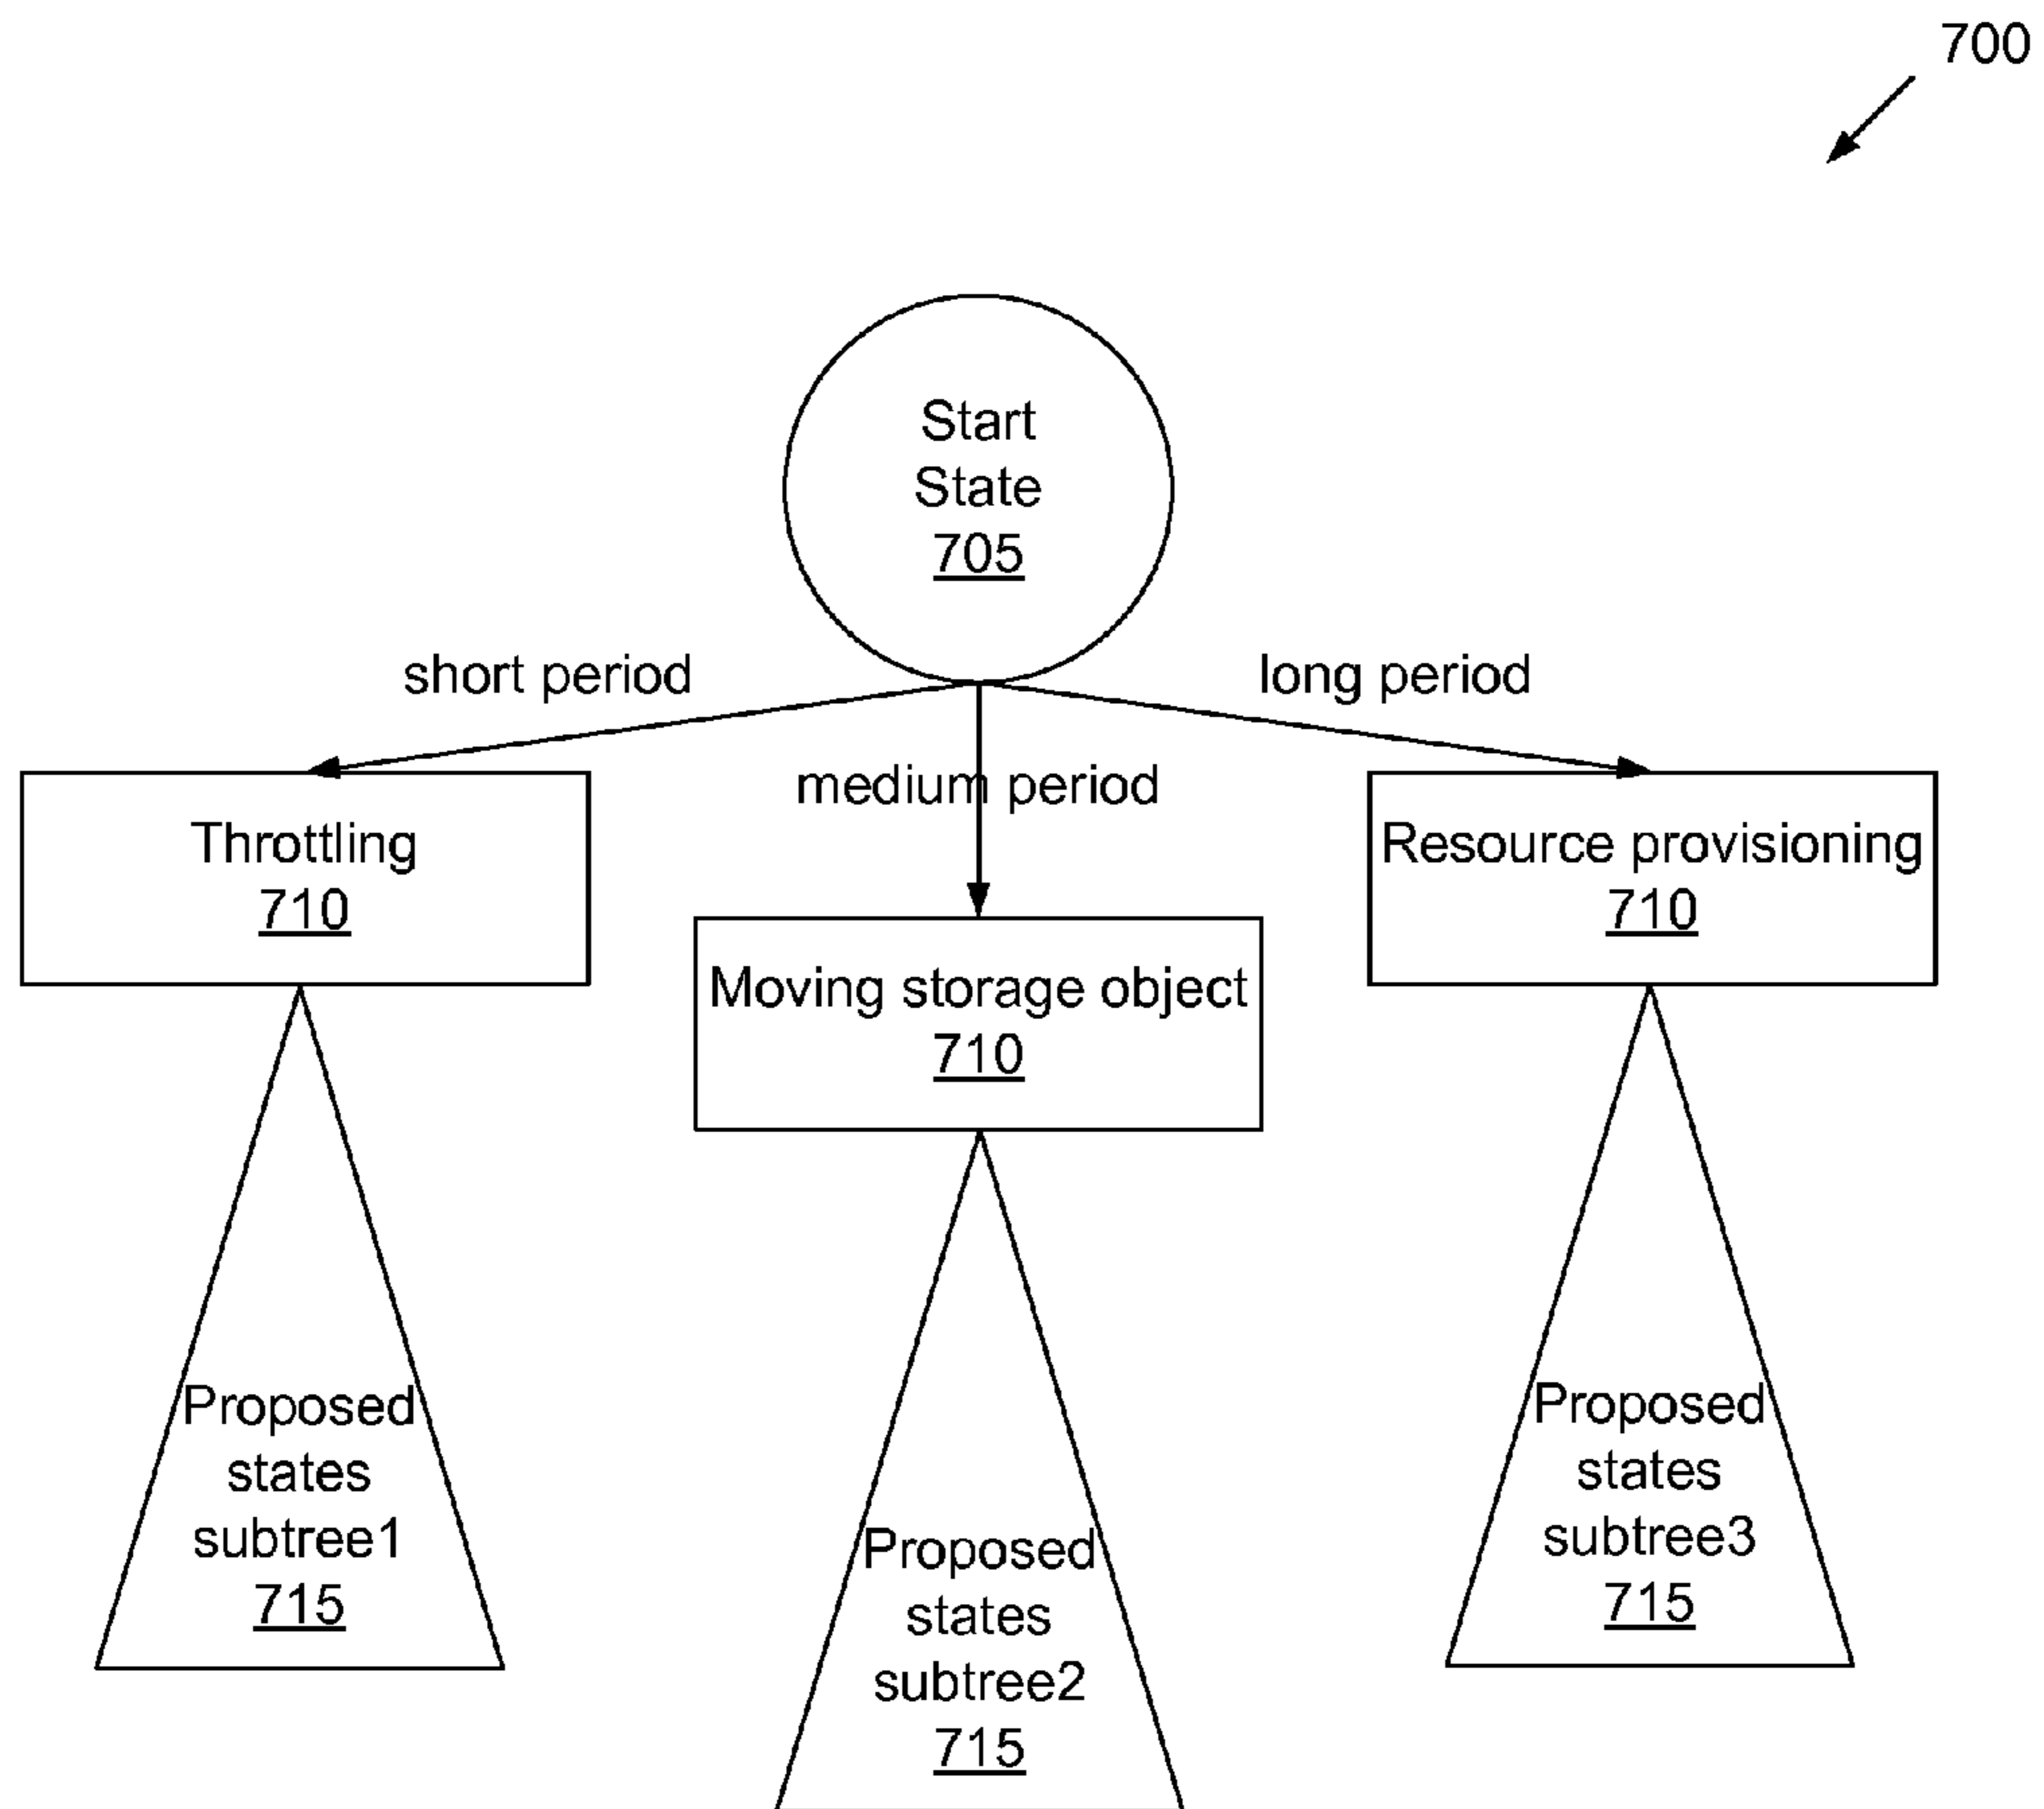 700
Start
State
705
short period
long period
medium period
Throttling
710
Resource provisioning
710
Moving storage object
710
Proposed
states
subtree1
715
Proposed
states
subtree2
715
Proposed
states
subtree3
715